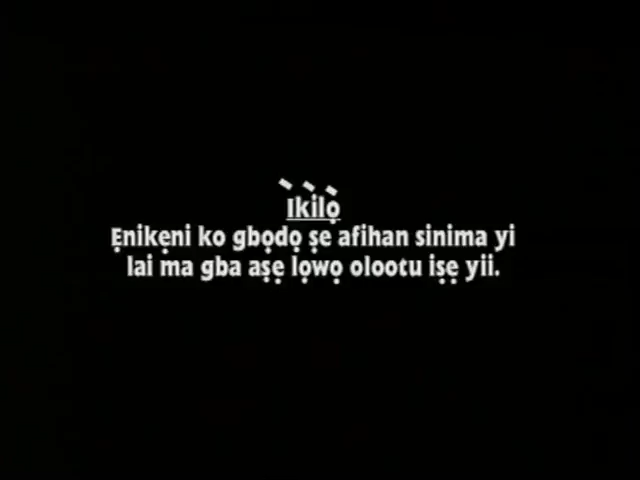 Ìkìlọ̀
Ẹnikẹni ko gbọdọ ṣe afihan sinima yi
lai ma gba aṣẹ lọwọ olootu iṣẹ yii.